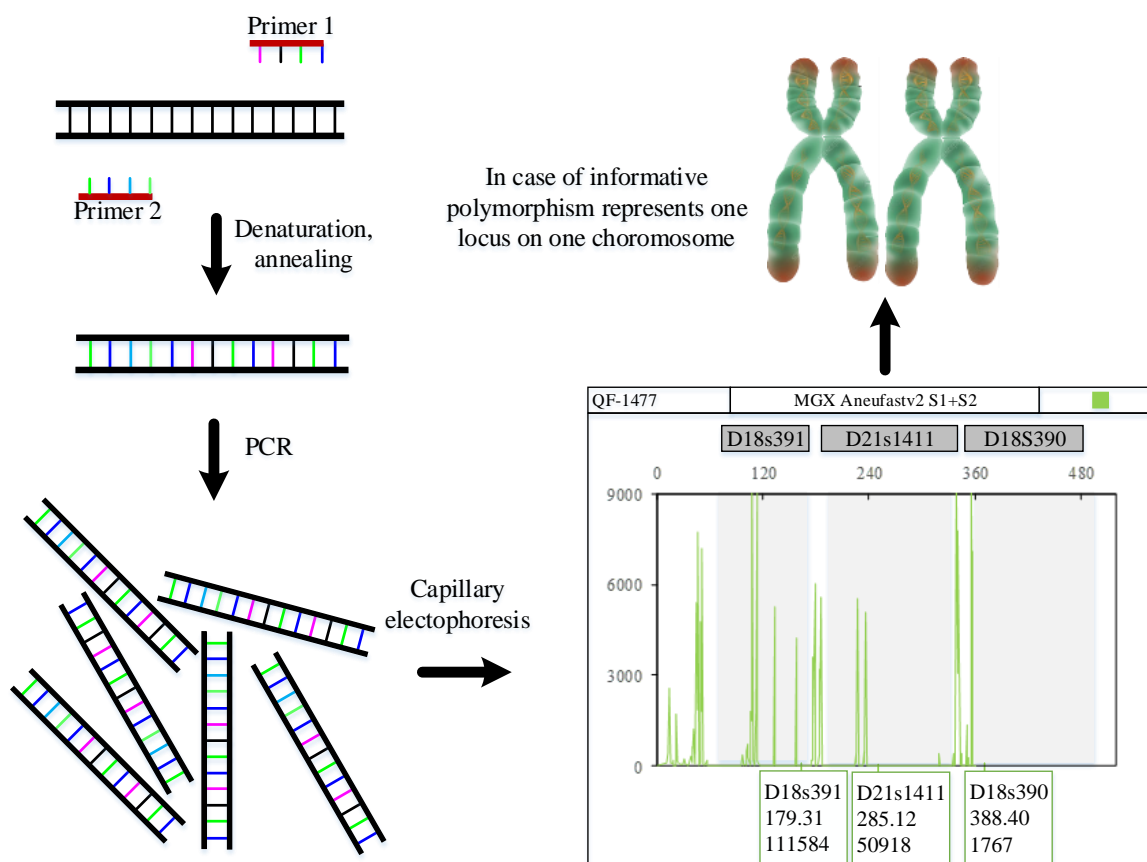 Primer 1
Primer 2
Denaturation,
annealing
PCR
Capillary
electophoresis
In case of informative
polymorphism represents one
locus on one choromosome
QF-1477 MGX Aneufastv2 S1+S2
D18s391 D21s1411 D18S390
0 120 240 360 480
9000
6000
3000
0
D18s391 D21s1411 D18s390
179.31 285.12 388.40
111584 50918 1767